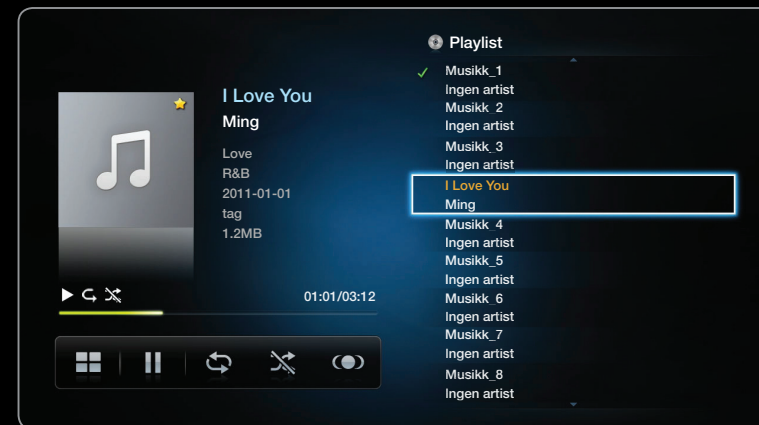 I Love You
Ming
Love
R&B
2011-01-01
tag
1.2MB
01:01/03:12
Playlist
Musikk_1
Ingen artist
Musikk_2
Ingen artist
Musikk_3
Ingen artist
I Love You
Ming
Musikk_4
Ingen artist
Musikk_5
Ingen artist
Musikk_6
Ingen artist
Musikk_7
Ingen artist
Musikk_8
Ingen artist